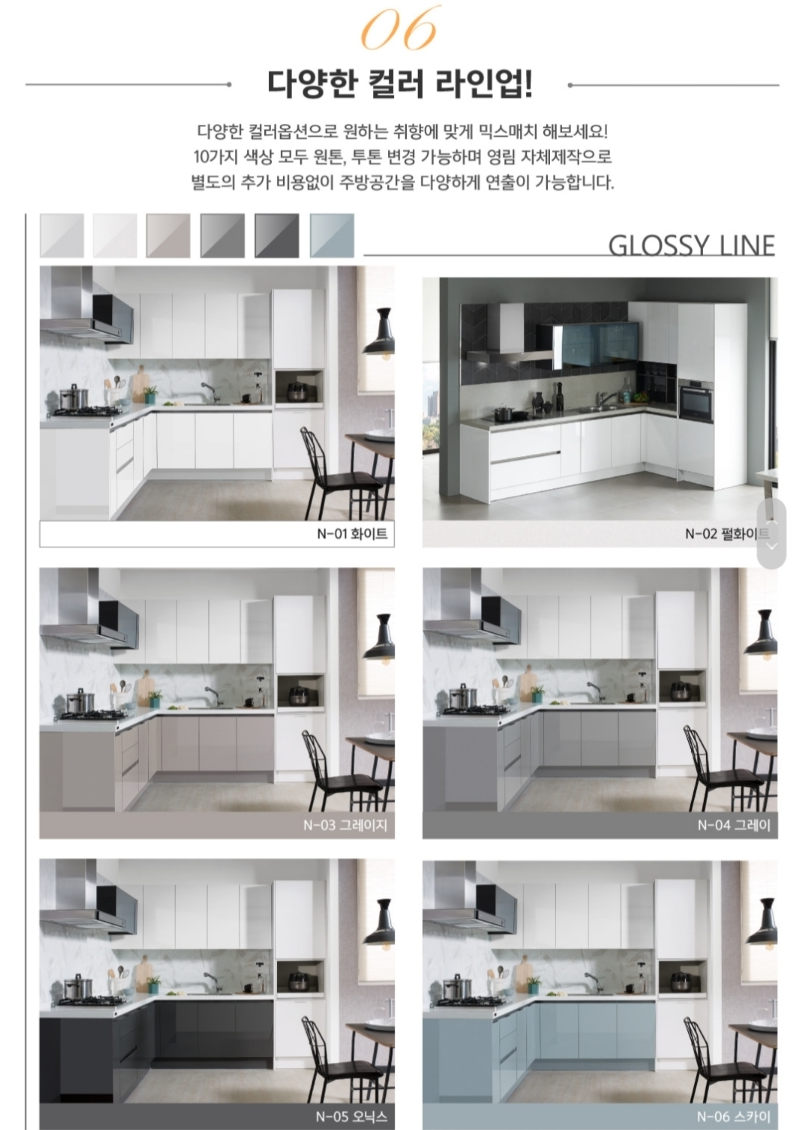 06
다양한 컬러 라인업!
다양한 컬러옵션으로 원하는 취향에 맞게 믹스매치 해보세요!
10가지 색상 모두 원톤, 투톤 변경 가능하며 영림 자체제작으로
별도의 추가 비용없이 주방공간을 다양하게 연출이 가능합니다.
GLOSSY LINE
N-01 화이트
N-02 펄화이트
N-03 그레이지
N-04 그레이
N-05 오닉스
N-06 스카이